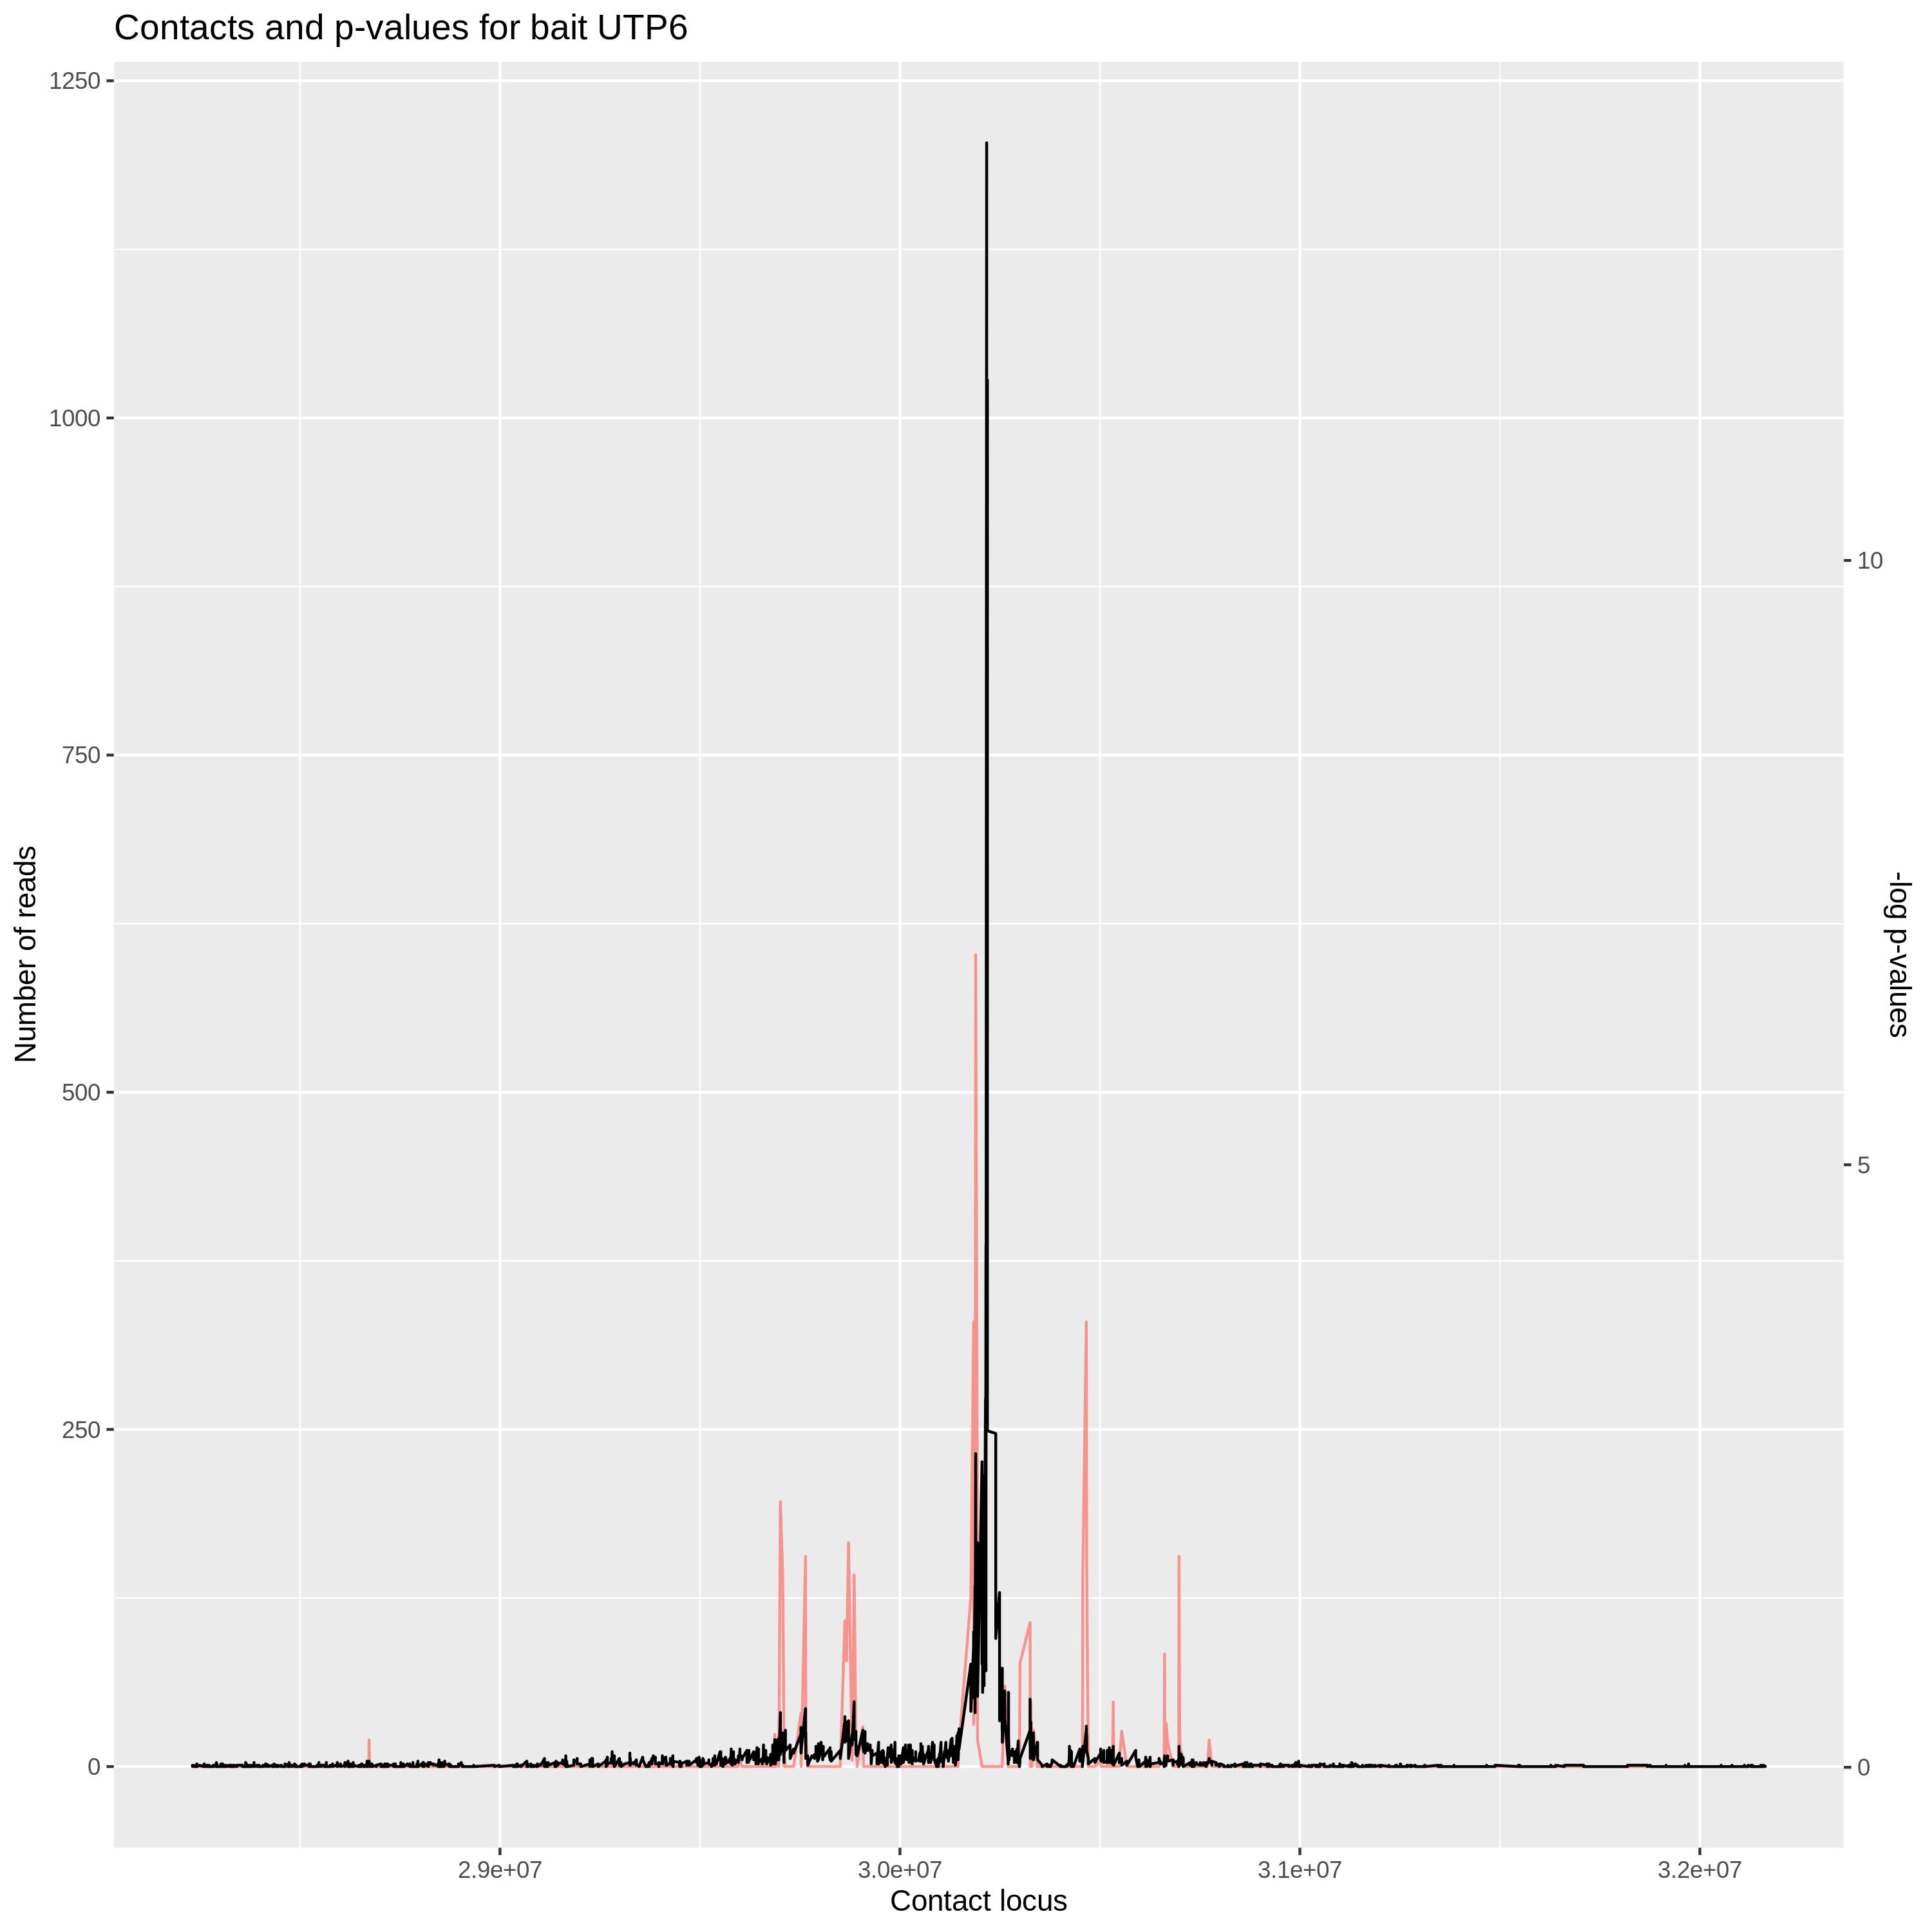 Contacts and p-values for bait UTP6
1250
1000
750
500
250
0
Number of reads
10
5
0
-log p-values
2.9e+07
3.0e+07
3.1e+07
3.2e+07
Contact locus